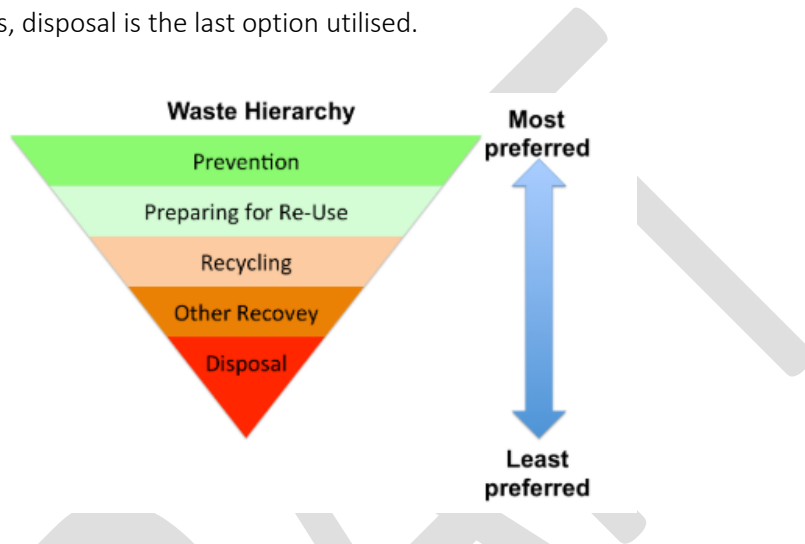 s, disposal is the last option utilised.
Waste Hierarchy
Most
preferred
Prevention
Preparing for Re-Use
Recycling
Other Recovey
Disposal
Least
preferred